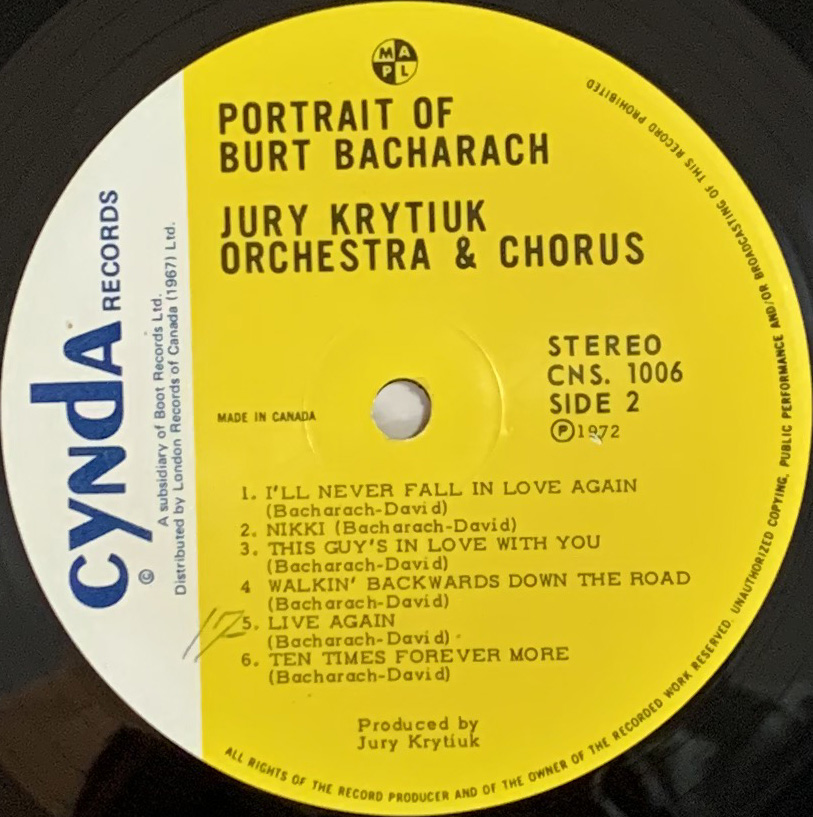 MAPL
PORTRAIT OF
BURT BACHARACH
JURY KRYTIUK
ORCHESTRA & CHORUS
STEREO
CNS. 1006
SIDE 2
Ⓟ1972
MADE IN CANADA
1. I'LL NEVER FALL IN LOVE AGAIN
(Bacharach-David)
2. NIKKI (Bacharach-David)
3. THIS GUY'S IN LOVE WITH YOU
(Bacharach-David)
4 WALKIN' BACKWARDS DOWN THE ROAD
(Bacharach-David)
5. LIVE AGAIN
(Bacharach-David)
6. TEN TIMES FOREVER MORE
(Bacharach-David)
Produced by
Jury Krytiuk
cyndA RECORDS
©
A subsidiary of Boot Records Ltd.
Distributed by London Records of Canada (1967) Ltd.
17
ALL RIGHTS OF THE RECORD PRODUCER AND OF THE OWNER OF THE RECORDED WORK RESERVED. UNAUTHORIZED COPYING, PUBLIC PERFORMANCE AND/OR BROADCASTING OF THIS RECORD PROHIBITED